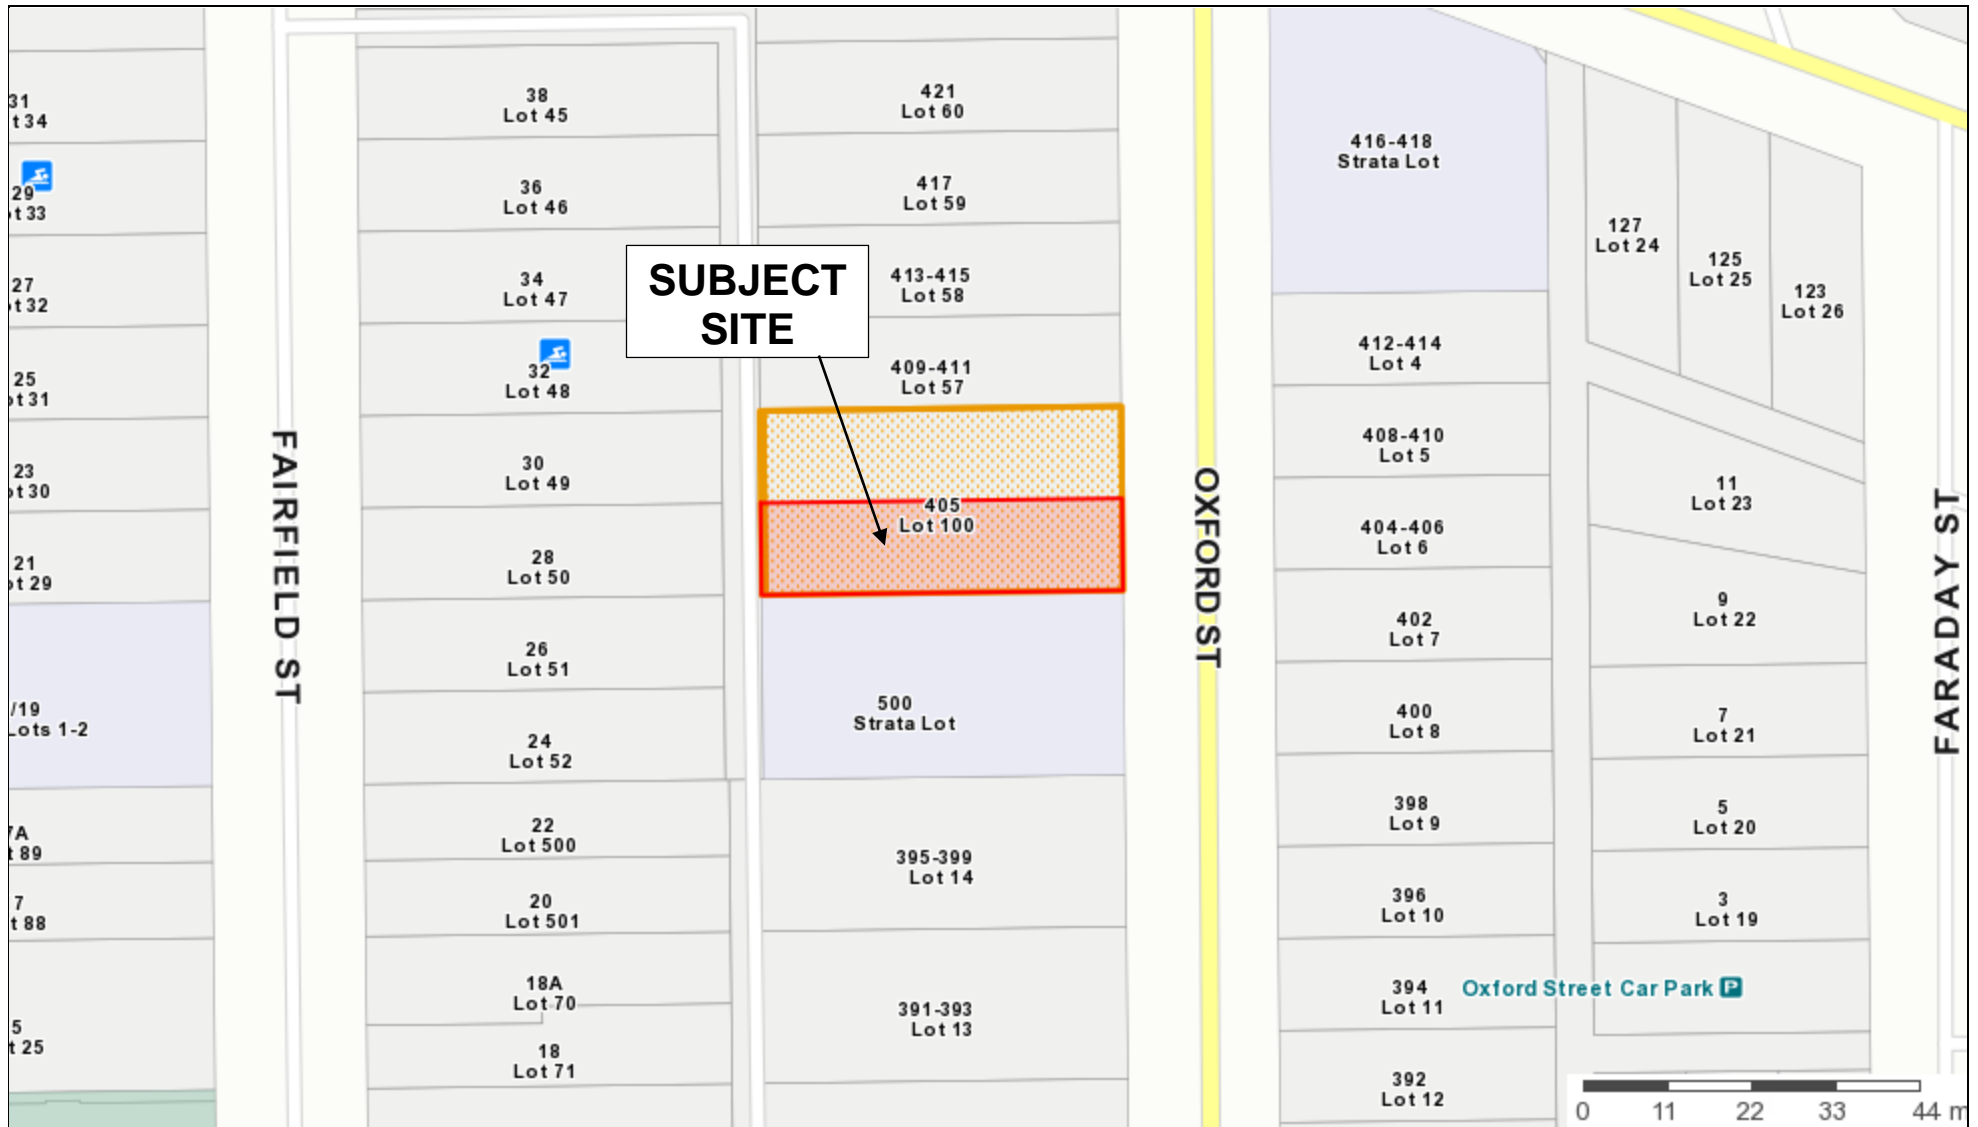 31
t 34
29
t 33
27
t 32
25
t 31
23
t 30
21
t 29
/19
Lots 1-2
7A
t 89
7
t 88
5
t 25
FAIRFIELD ST
38
Lot 45
36
Lot 46
34
Lot 47
32
Lot 48
30
Lot 49
28
Lot 50
26
Lot 51
24
Lot 52
22
Lot 500
20
Lot 501
18A
Lot 70
18
Lot 71
SUBJECT
SITE
421
Lot 60
417
Lot 59
413-415
Lot 58
409-411
Lot 57
405
Lot 100
500
Strata Lot
395-399
Lot 14
391-393
Lot 13
OXFORD ST
416-418
Strata Lot
412-414
Lot 4
408-410
Lot 5
404-406
Lot 6
402
Lot 7
400
Lot 8
398
Lot 9
396
Lot 10
394
Lot 11
392
Lot 12
127
Lot 24
125
Lot 25
123
Lot 26
11
Lot 23
9
Lot 22
7
Lot 21
5
Lot 20
3
Lot 19
Oxford Street Car Park P
FARADAY ST
0 11 22 33 44 m